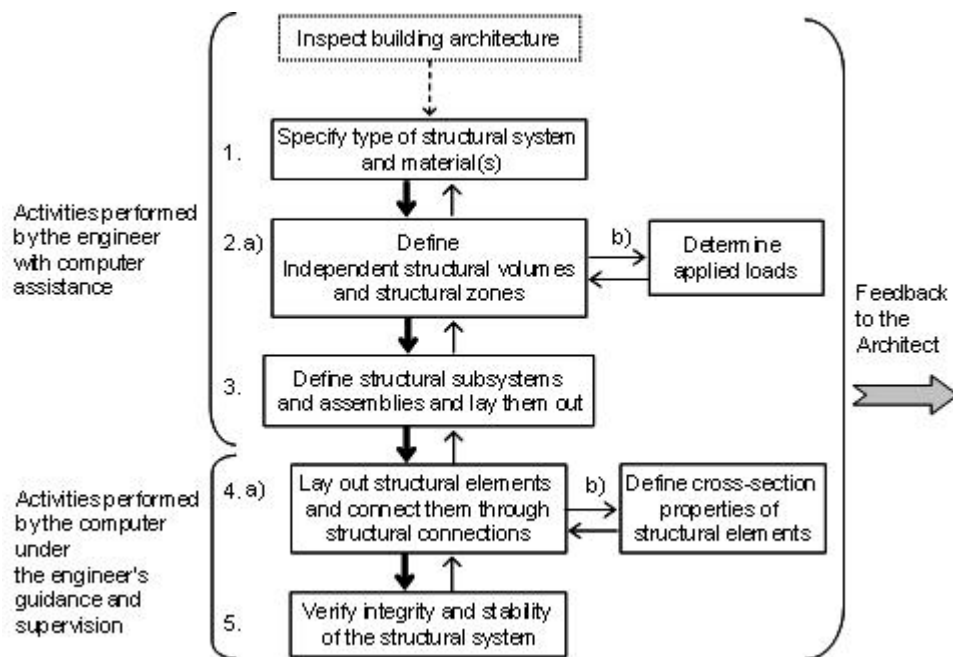 Inspect building architecture
1.
Specify type of structural system
and material(s)
Activities performed
by the engineer
with computer
assistance
2.a)
Define
Independent structural volumes
and structural zones
b)
Determine
applied loads
Feedback
to the
Architect
3.
Define structural subsystems
and assemblies and lay them out
Activities performed
by the computer
under
the engineer's
guidance and
supervision
4.a)
Lay out structural elements
and connect them through
structural connections
b)
Define cross-section
properties of
structural elements
5.
Verify integrity and stability
of the structural system